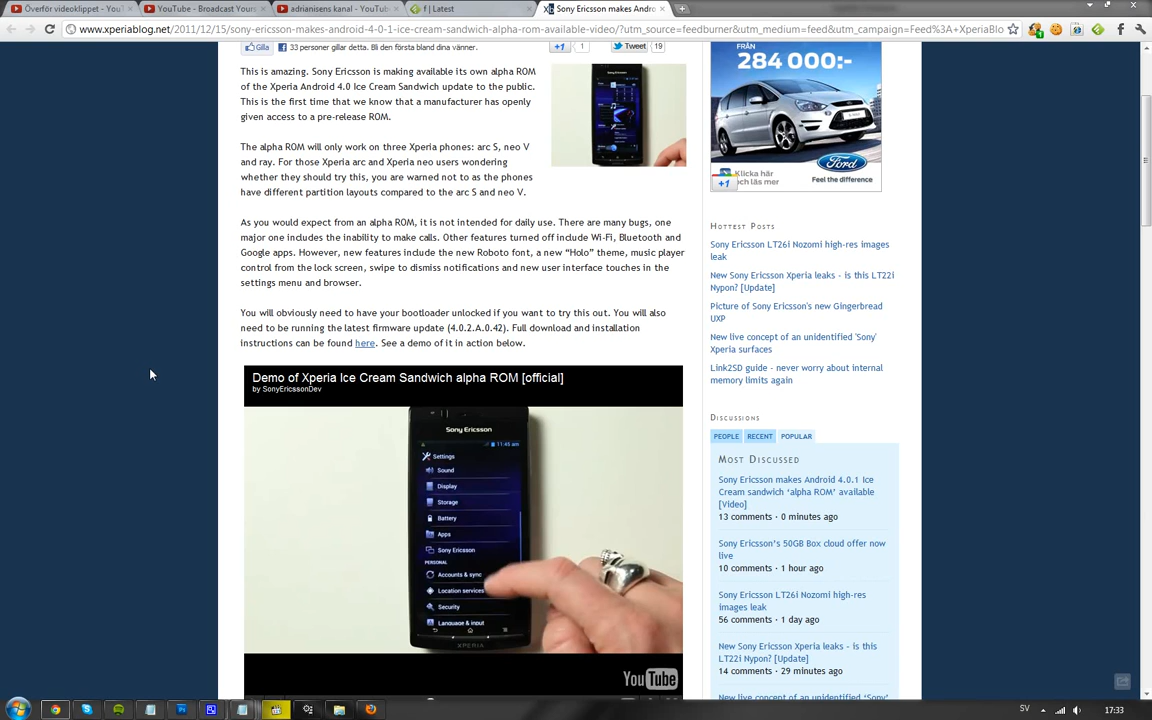 Överför videoklippet - YouT
YouTube - Broadcast Yours
adrianisens kanal - YouTube
f | Latest
Sony Ericsson makes Andro
www.xperiablog.net/2011/12/15/sony-ericsson-makes-android-4-0-1-ice-cream-sandwich-alpha-rom-available-video/?utm_source=feedburner&utm_medium=feed&utm_campaign=Feed%3A+XperiaBlo
Gilla
33 personer gillar detta. Bli den första bland dina vänner.
+1
1
Tweet
19
This is amazing. Sony Ericsson is making available its own alpha ROM
of the Xperia Android 4.0 Ice Cream Sandwich update to the public.
This is the first time that we know that a manufacturer has openly
given access to a pre-release ROM.
The alpha ROM will only work on three Xperia phones: arc S, neo V
and ray. For those Xperia arc and Xperia neo users wondering
whether they should try this, you are warned not to as the phones
have different partition layouts compared to the arc S and neo V.
As you would expect from an alpha ROM, it is not intended for daily use. There are many bugs, one
major one includes the inability to make calls. Other features turned off include Wi-Fi, Bluetooth and
Google apps. However, new features include the new Roboto font, a new “Holo” theme, music player
control from the lock screen, swipe to dismiss notifications and new user interface touches in the
settings menu and browser.
You will obviously need to have your bootloader unlocked if you want to try this out. You will also
need to be running the latest firmware update (4.0.2.A.0.42). Full download and installation
instructions can be found here. See a demo of it in action below.
Demo of Xperia Ice Cream Sandwich alpha ROM [official]
by SonyEricssonDev
Sony Ericsson
11:45 am
Settings
Sound
Display
Storage
Battery
Apps
Sony Ericsson
PERSONAL
Accounts & sync
Location services
Security
Language & input
XPERIA
YouTube
FRÅN
284 000:-
Klicka här
och läs mer
+1
Ford
Feel the difference
Hottest Posts
Sony Ericsson LT26i Nozomi high-res images
leak
New Sony Ericsson Xperia leaks – is this LT22i
Nypon? [Update]
Picture of Sony Ericsson's new Gingerbread
UXP
New live concept of an unidentified 'Sony'
Xperia surfaces
Link2SD guide - never worry about internal
memory limits again
Discussions
PEOPLE
RECENT
POPULAR
Most Discussed
Sony Ericsson makes Android 4.0.1 Ice
Cream sandwich ‘alpha ROM’ available
[Video]
13 comments · 0 minutes ago
Sony Ericsson's 50GB Box cloud offer now
live
10 comments · 1 hour ago
Sony Ericsson LT26i Nozomi high-res
images leak
56 comments · 1 day ago
New Sony Ericsson Xperia leaks – is this
LT22i Nypon? [Update]
14 comments · 29 minutes ago
New live concept of an unidentified ‘Sony’
SV
17:33